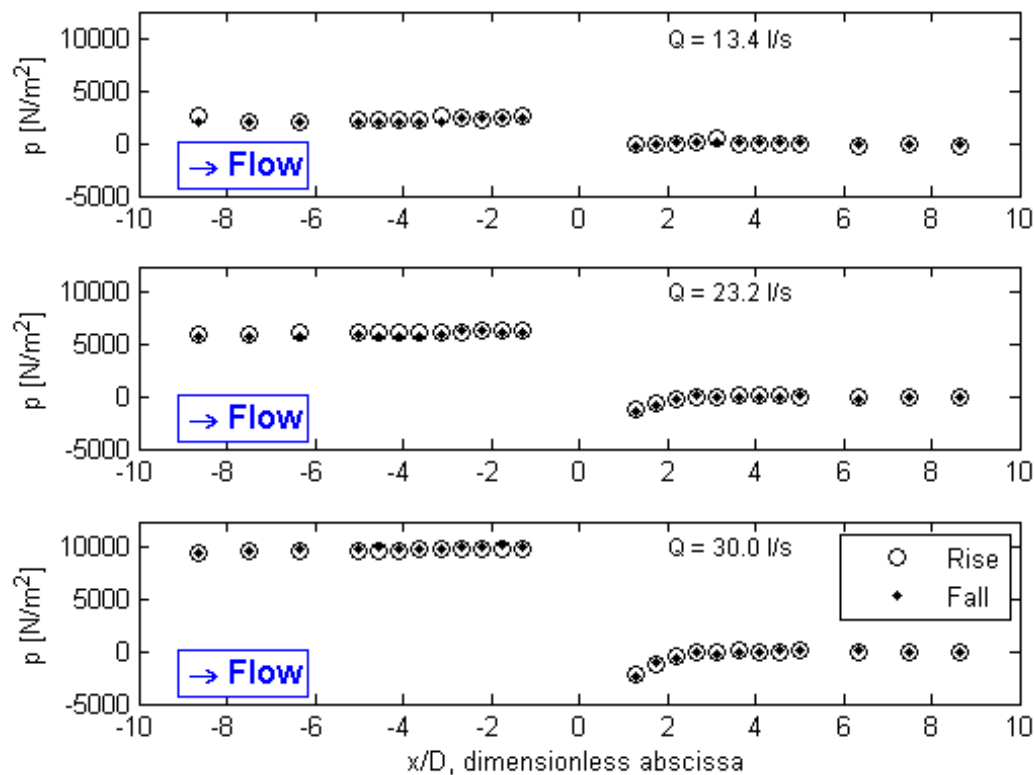 10000
5000
0
-5000
p [N/m²]
Q = 13.4 l/s
→ Flow
-10 -8 -6 -4 -2 0 2 4 6 8 10
10000
5000
0
-5000
p [N/m²]
Q = 23.2 l/s
→ Flow
-10 -8 -6 -4 -2 0 2 4 6 8 10
10000
5000
0
-5000
p [N/m²]
Q = 30.0 l/s
Rise
Fall
→ Flow
-10 -8 -6 -4 -2 0 2 4 6 8 10
x/D, dimensionless abscissa